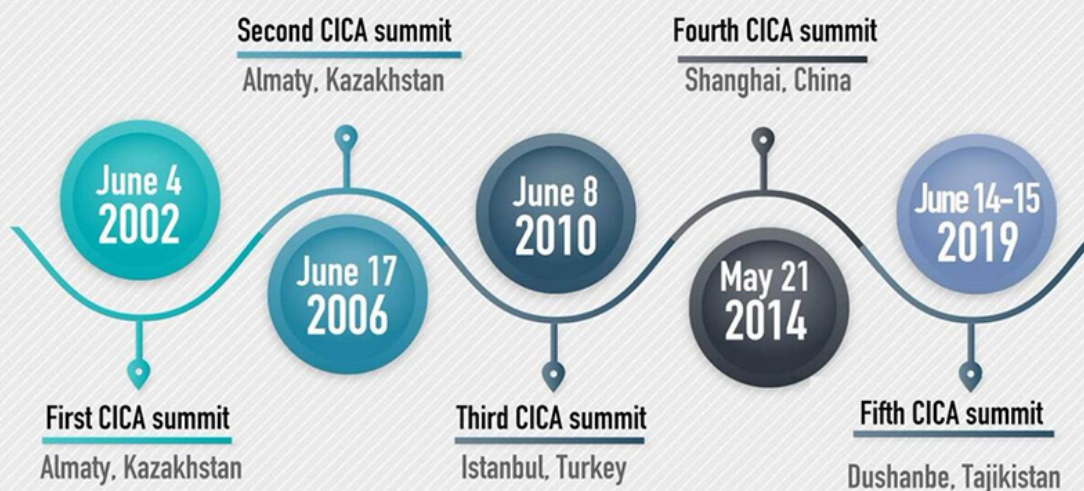 Second CICA summit
Almaty, Kazakhstan
Fourth CICA summit
Shanghai, China
June 4
2002
June 17
2006
June 8
2010
May 21
2014
June 14-15
2019
First CICA summit
Almaty, Kazakhstan
Third CICA summit
Istanbul, Turkey
Fifth CICA summit
Dushanbe, Tajikistan